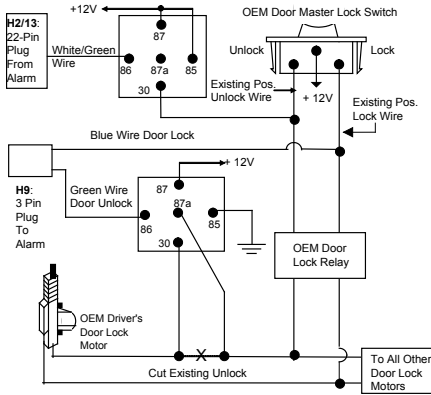 H2/13:
22-Pin
Plug
From
Alarm
White/Green
Wire
+12V
87
86
87a
85
30
OEM Door Master Lock Switch
Unlock
Lock
+ 12V
Existing Pos.
Unlock Wire
Existing Pos.
Lock Wire
Blue Wire Door Lock
H9:
3 Pin
Plug
To
Alarm
Green Wire
Door Unlock
+ 12V
87
87a
86
85
30
OEM Door
Lock Relay
OEM Driver's
Door Lock
Motor
X
Cut Existing Unlock
To All Other
Door Lock
Motors